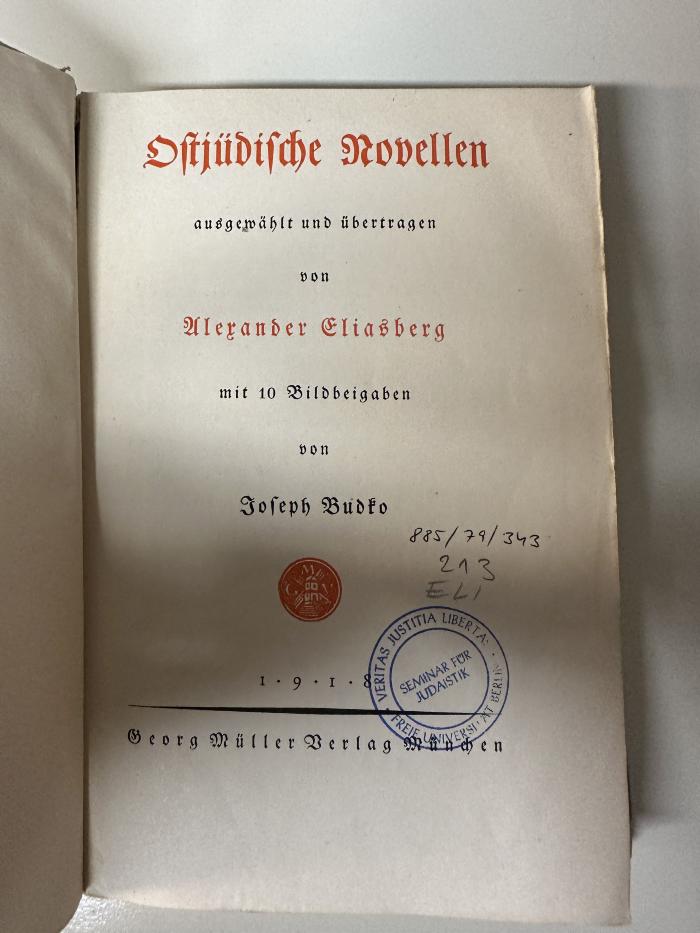 Ostjüdische Novellen
ausgewählt und übertragen
von
Alexander Eliasberg
mit 10 Bildbeigaben
von
Joseph Budko
885/79/343
213
ELI
G M V
VERITAS JUSTITIA LIBERTAS
SEMINAR FÜR
JUDAISTIK
FREIE UNIVERSITÄT BERLIN
1·9·1·8
Georg Müller Verlag München